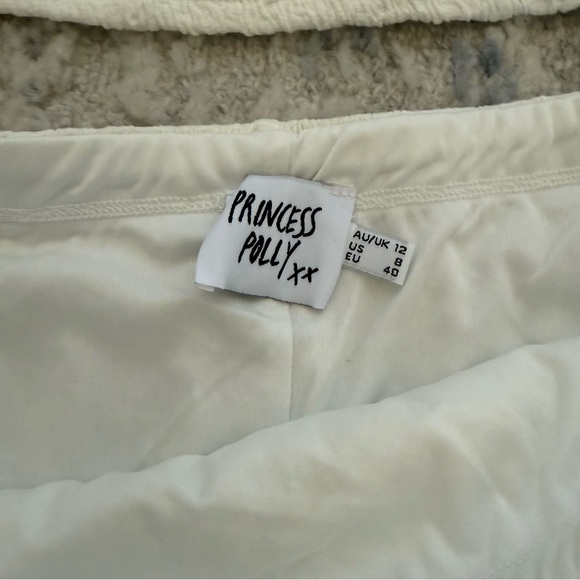 PRINCESS
POLLY xx
AU/UK 12
US 8
EU 40